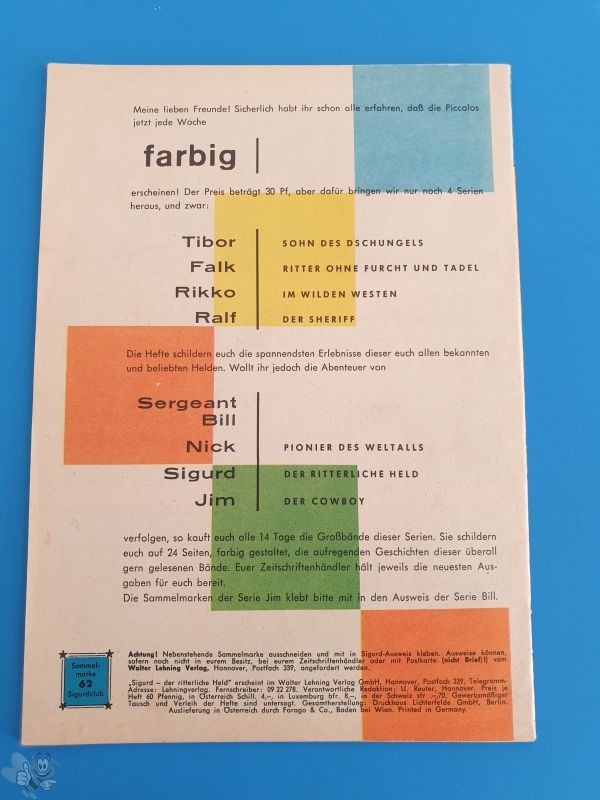 Meine lieben Freunde! Sicherlich habt ihr schon alle erfahren, daß die Piccolos
jetzt jede Woche
farbig
erscheinen! Der Preis beträgt 30 Pf, aber dafür bringen wir nur noch 4 Serien
heraus, und zwar:
Tibor SOHN DES DSCHUNGELS
Falk RITTER OHNE FURCHT UND TADEL
Rikko IM WILDEN WESTEN
Ralf DER SHERIFF
Die Hefte schildern euch die spannendsten Erlebnisse dieser euch allen bekannten
und beliebten Helden. Wollt ihr jedoch die Abenteuer von
Sergeant
Bill
Nick PIONIER DES WELTALLS
Sigurd DER RITTERLICHE HELD
Jim DER COWBOY
verfolgen, so kauft euch alle 14 Tage die Großbände dieser Serien. Sie schildern
euch auf 24 Seiten, farbig gestaltet, die aufregenden Geschichten dieser überall
gern gelesenen Bände. Euer Zeitschriftenhändler hält jeweils die neuesten Aus-
gaben für euch bereit.
Die Sammelmarken der Serie Jim klebt bitte mit in den Ausweis der Serie Bill.
Sammel-
marke
62
Sigurdclub
Achtung! Nebenstehende Sammelmarke ausschneiden und mit in Sigurd-Ausweis kleben. Ausweise können,
sofern noch nicht in eurem Besitz, bei eurem Zeitschriftenhändler oder mit Postkarte (nicht Brief)!) vom
Walter Lehning Verlag, Hannover, Postfach 339, angefordert werden.
„Sigurd – der ritterliche Held" erscheint im Walter Lehning Verlag GmbH, Hannover, Postfach 339. Telegramm-
Adresse: Lehningverlag. Fernschreiber: 09 22 278. Verantwortliche Redaktion: U. Reuter, Hannover. Preis je
Heft 60 Pfennig, in Österreich Schill. 4,–, in Luxemburg bfr. 8,–, in der Schweiz sfr –,70. Gewerbsmäßiger
Tausch und Verleih der Hefte sind untersagt. Gesamtherstellung: Druckhaus Lichterfelde GmbH, Berlin.
Auslieferung in Österreich durch Farago & Co., Baden bei Wien. Printed in Germany.